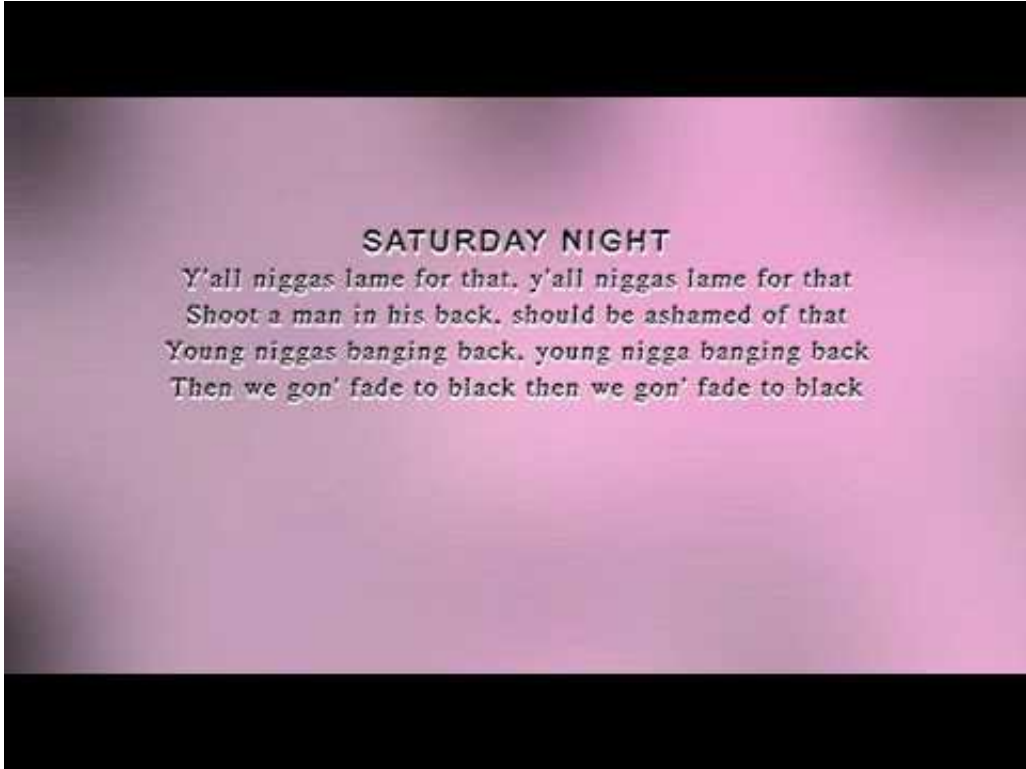 SATURDAY NIGHT
Y'all niggas lame for that, y'all niggas lame for that
Shoot a man in his back, should be ashamed of that
Young niggas banging back, young nigga banging back
Then we gon' fade to black then we gon' fade to black